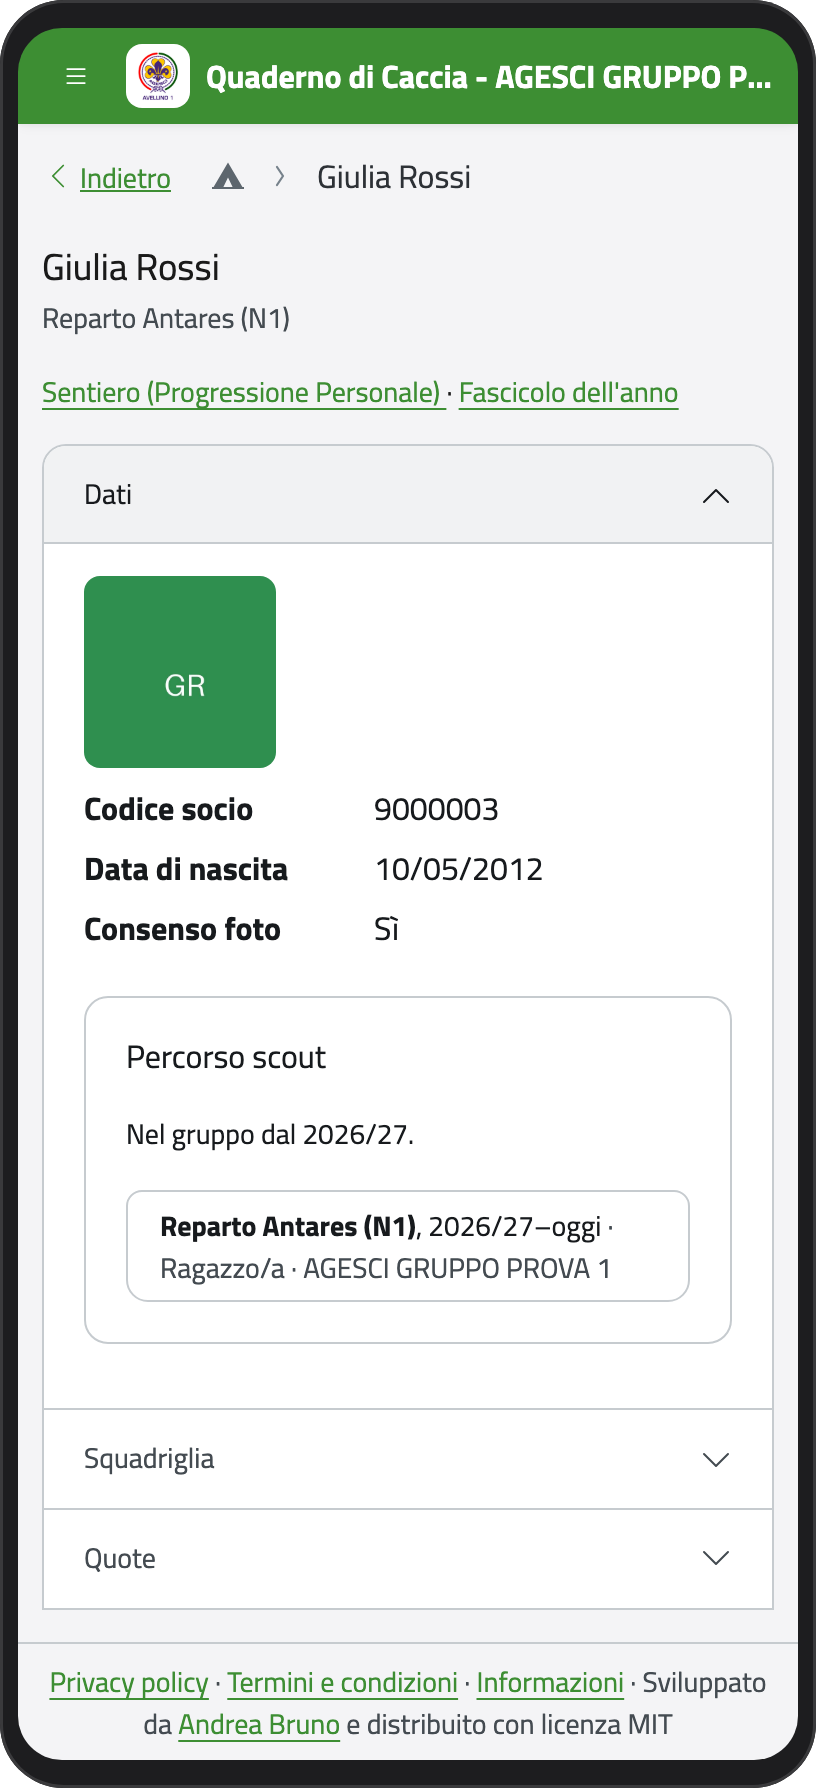 AVELLINO 1
Quaderno di Caccia - AGESCI GRUPPO P...
Indietro
Giulia Rossi
Giulia Rossi
Reparto Antares (N1)
Sentiero (Progressione Personale) · Fascicolo dell'anno
Dati
GR
Codice socio 9000003
Data di nascita 10/05/2012
Consenso foto Sì
Percorso scout
Nel gruppo dal 2026/27.
Reparto Antares (N1), 2026/27–oggi ·
Ragazzo/a · AGESCI GRUPPO PROVA 1
Squadriglia
Quote
Privacy policy · Termini e condizioni · Informazioni · Sviluppato
da Andrea Bruno e distribuito con licenza MIT